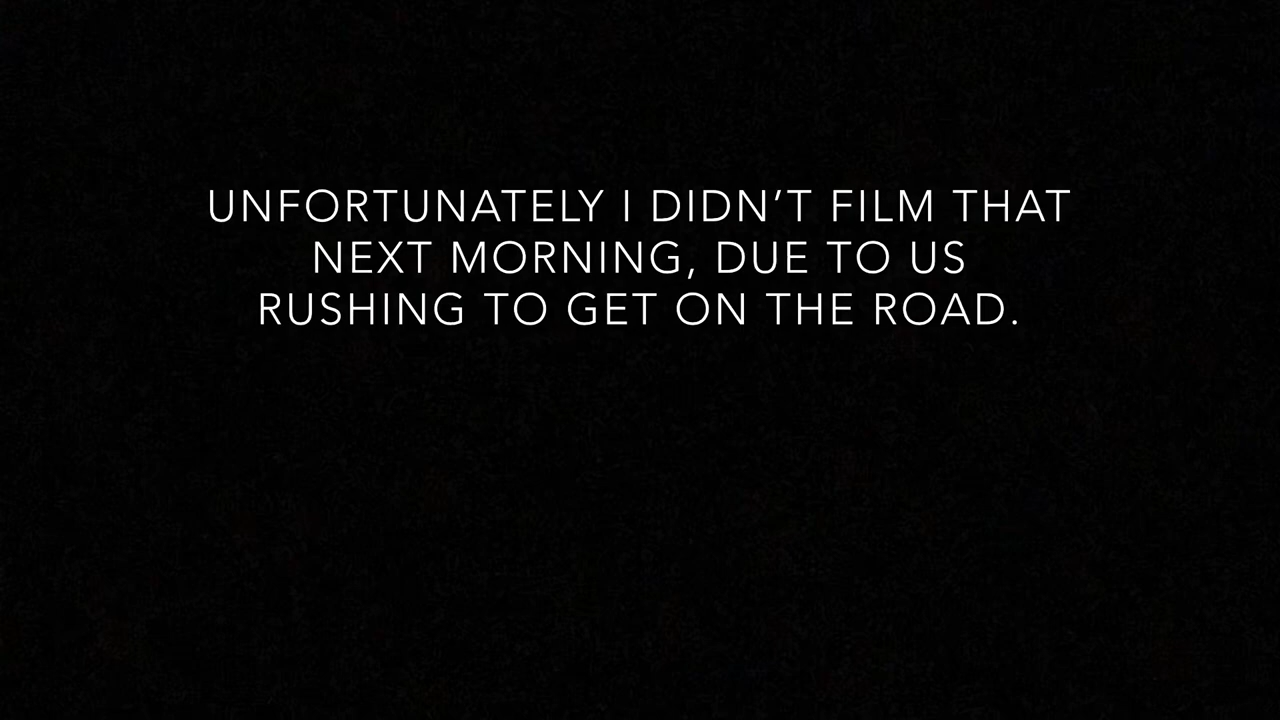 UNFORTUNATELY I DIDN’T FILM THAT
NEXT MORNING, DUE TO US
RUSHING TO GET ON THE ROAD.